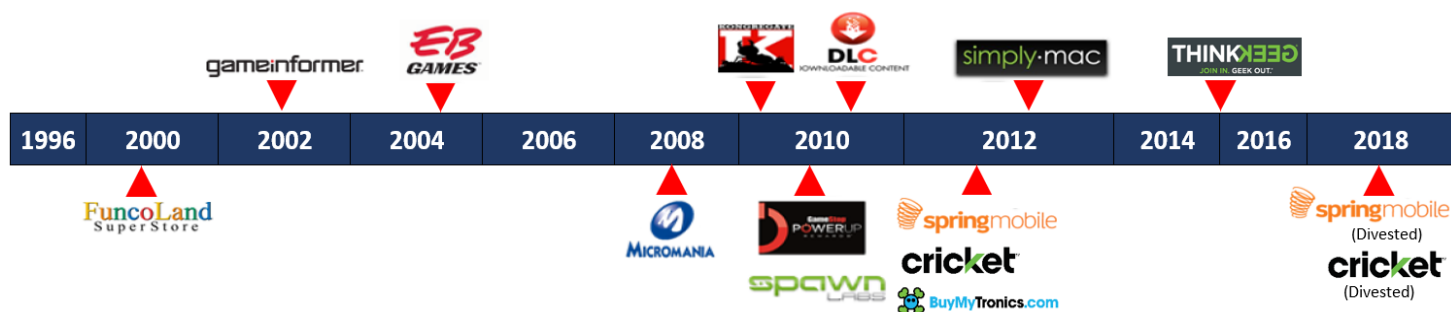 gameinformer.
EB
GAMES
KONGREGATE
K
DLC
DOWNLOADABLE CONTENT
simply·mac
THINKGEEK
JOIN IN. GEEK OUT.
1996 2000 2002 2004 2006 2008 2010 2012 2014 2016 2018
FuncoLand
SuperStore
MICROMANIA
GameStop
POWERUP
REWARDS
spawn
LABS
springmobile
cricket
BuyMyTronics.com
springmobile
(Divested)
cricket
(Divested)